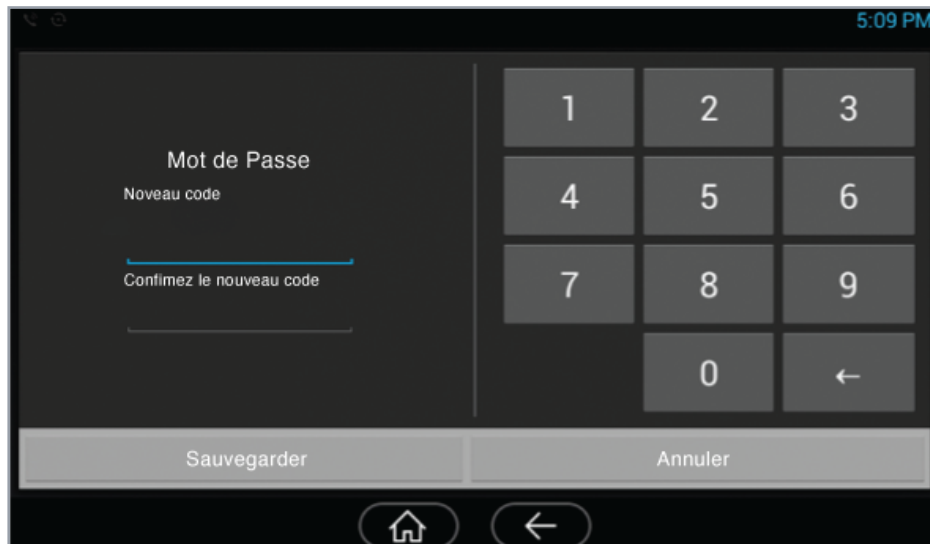 5:09 PM
Mot de Passe
Noveau code
Confimez le nouveau code
1 2 3
4 5 6
7 8 9
0 ←
Sauvegarder Annuler